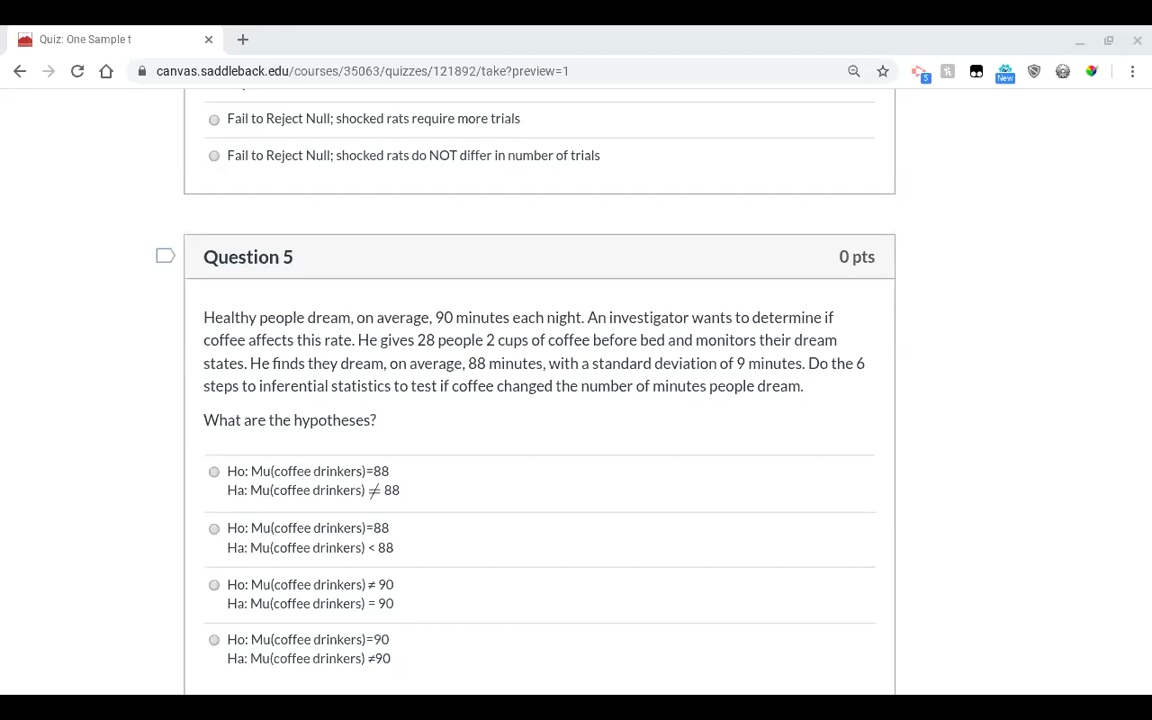 Quiz: One Sample t
canvas.saddleback.edu/courses/35063/quizzes/121892/take?preview=1
5
New
Fail to Reject Null; shocked rats require more trials
Fail to Reject Null; shocked rats do NOT differ in number of trials
Question 5
0 pts
Healthy people dream, on average, 90 minutes each night. An investigator wants to determine if
coffee affects this rate. He gives 28 people 2 cups of coffee before bed and monitors their dream
states. He finds they dream, on average, 88 minutes, with a standard deviation of 9 minutes. Do the 6
steps to inferential statistics to test if coffee changed the number of minutes people dream.
What are the hypotheses?
Ho: Mu(coffee drinkers)=88
Ha: Mu(coffee drinkers) ≠ 88
Ho: Mu(coffee drinkers)=88
Ha: Mu(coffee drinkers) < 88
Ho: Mu(coffee drinkers) ≠ 90
Ha: Mu(coffee drinkers) = 90
Ho: Mu(coffee drinkers)=90
Ha: Mu(coffee drinkers) ≠90